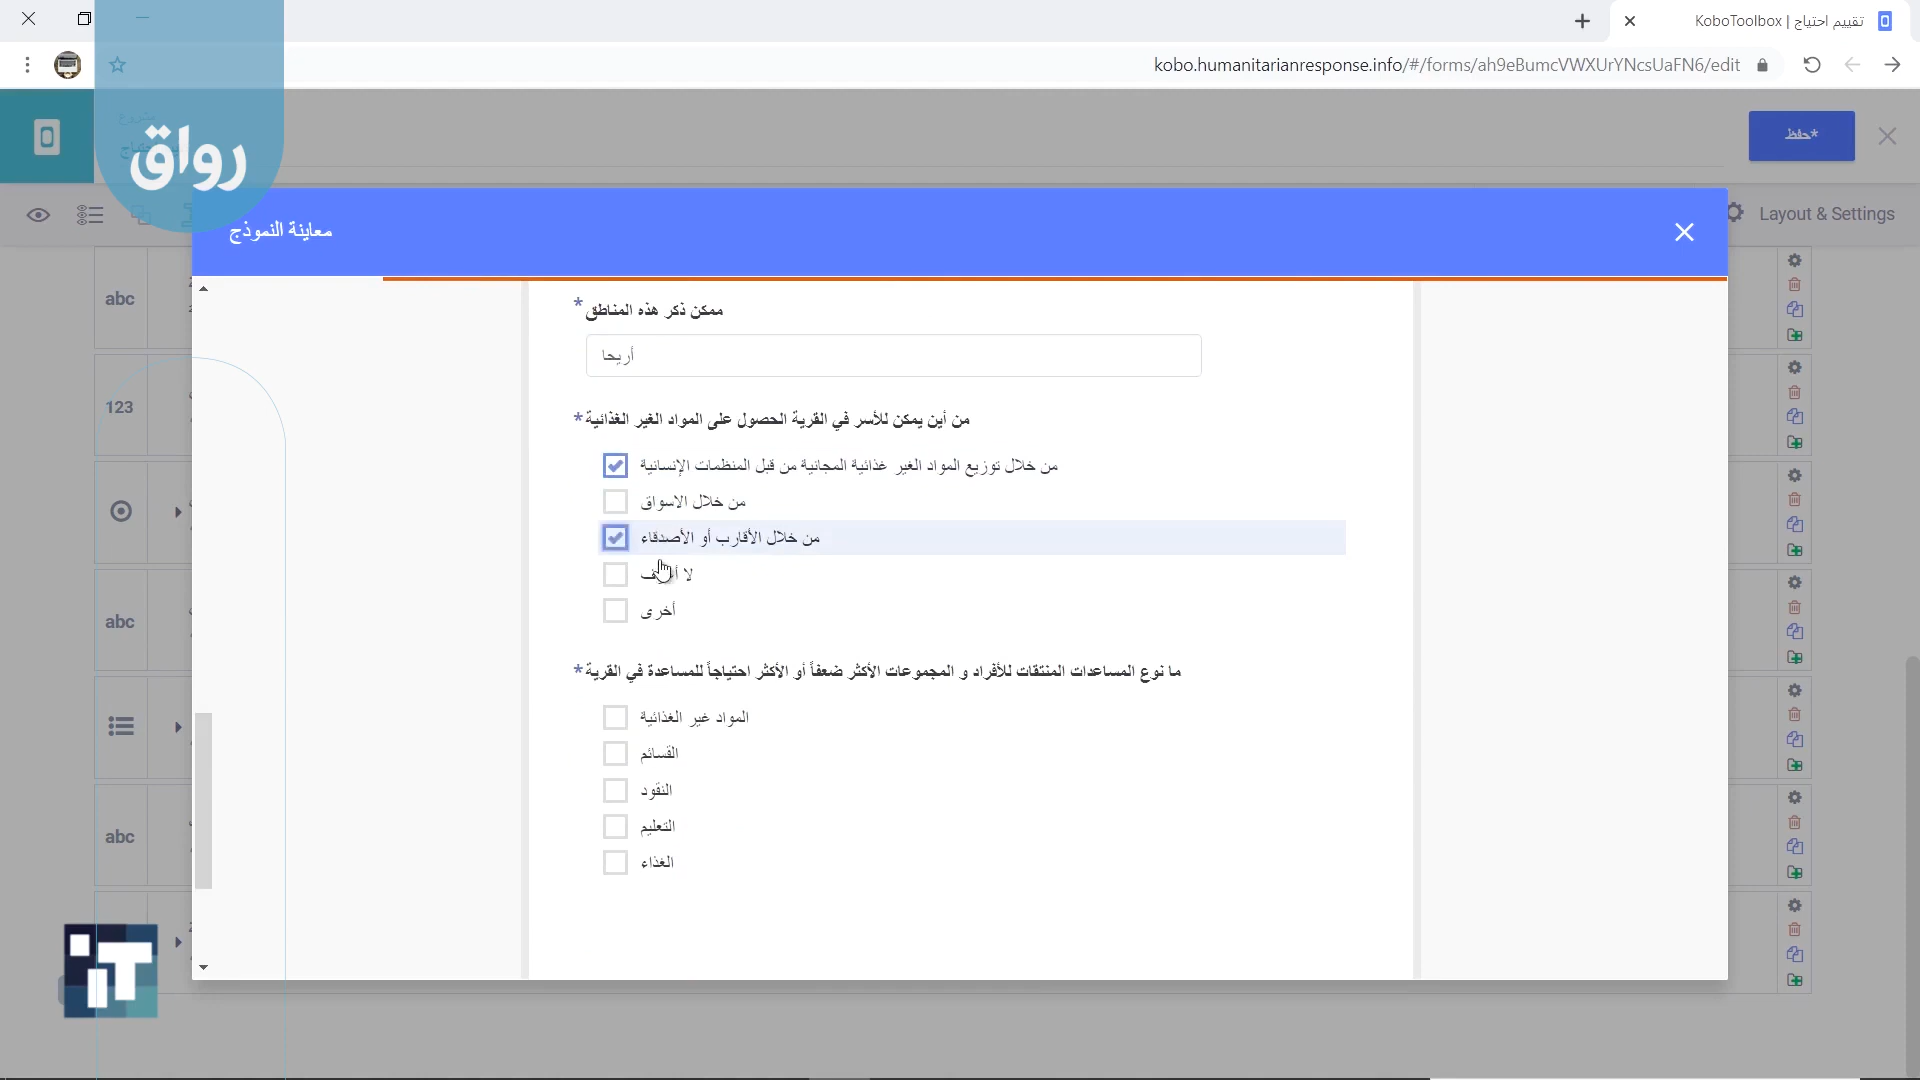 تقييم احتياج | KoboToolbox
kobo.humanitarianresponse.info/#/forms/ah9eBumcVWXUrYNcsUaFN6/edit
رواق
حفظ*
Layout & Settings
معاينة النموذج
ممكن ذكر هذه المناطق *
أريحا
من أين يمكن للأسر في القرية الحصول على المواد الغير الغذائية *
من خلال توزيع المواد الغير غذائية المجانية من قبل المنظمات الإنسانية
من خلال الاسواق
من خلال الأقارب أو الأصدقاء
لا
أخرى
ما نوع المساعدات المنتقات للأفراد و المجموعات الأكثر ضعفاً أو الأكثر احتياجاً للمساعدة في القرية *
المواد غير الغذائية
القسائم
النقود
التعليم
الغذاء
abc
123
abc
abc
iT